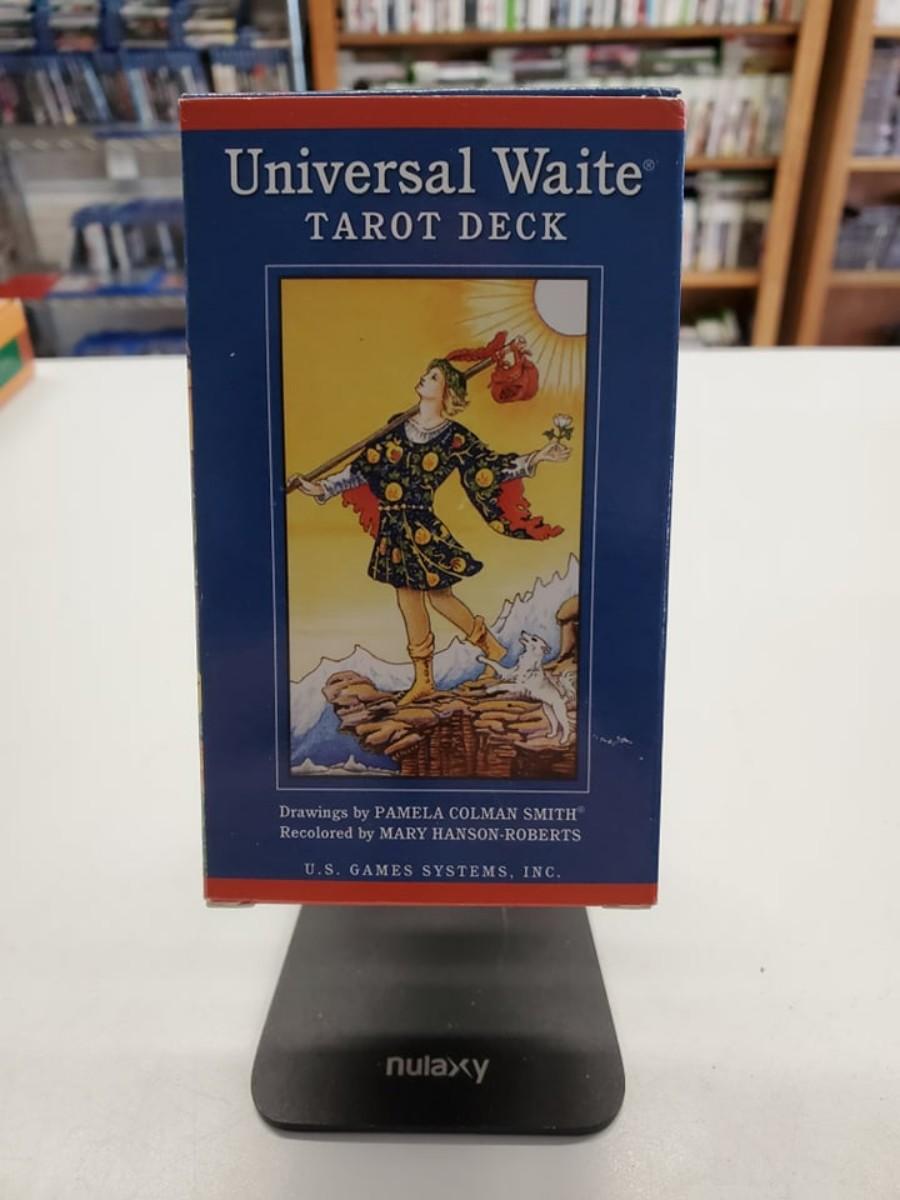 Universal Waite®
TAROT DECK
Drawings by PAMELA COLMAN SMITH®
Recolored by MARY HANSON-ROBERTS
U.S. GAMES SYSTEMS, INC.
nulaxy